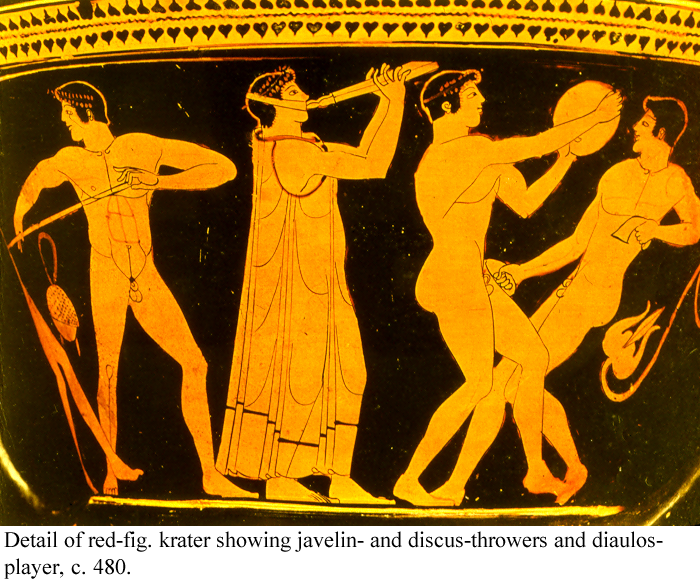 Detail of red-fig. krater showing javelin- and discus-throwers and diaulos-
player, c. 480.